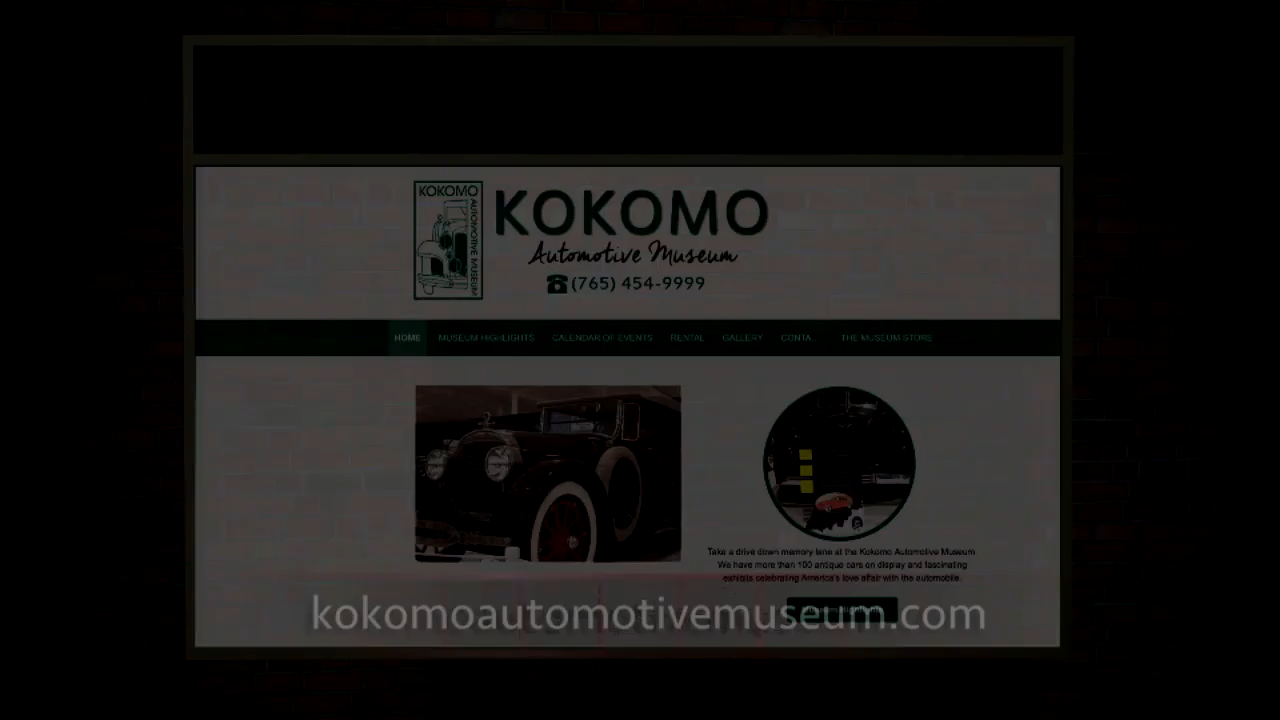 KOKOMO
AUTOMOTIVE MUSEUM
KOKOMO
Automotive Museum
(765) 454-9999
HOME MUSEUM HIGHLIGHTS CALENDAR OF EVENTS RENTAL GALLERY CONTA THE MUSEUM STORE
Take a drive down memory lane at the Kokomo Automotive Museum
We have more than 100 antique cars on display and fascinating
exhibits celebrating America's love affair with the automobile.
kokomoautomotivemuseum.com